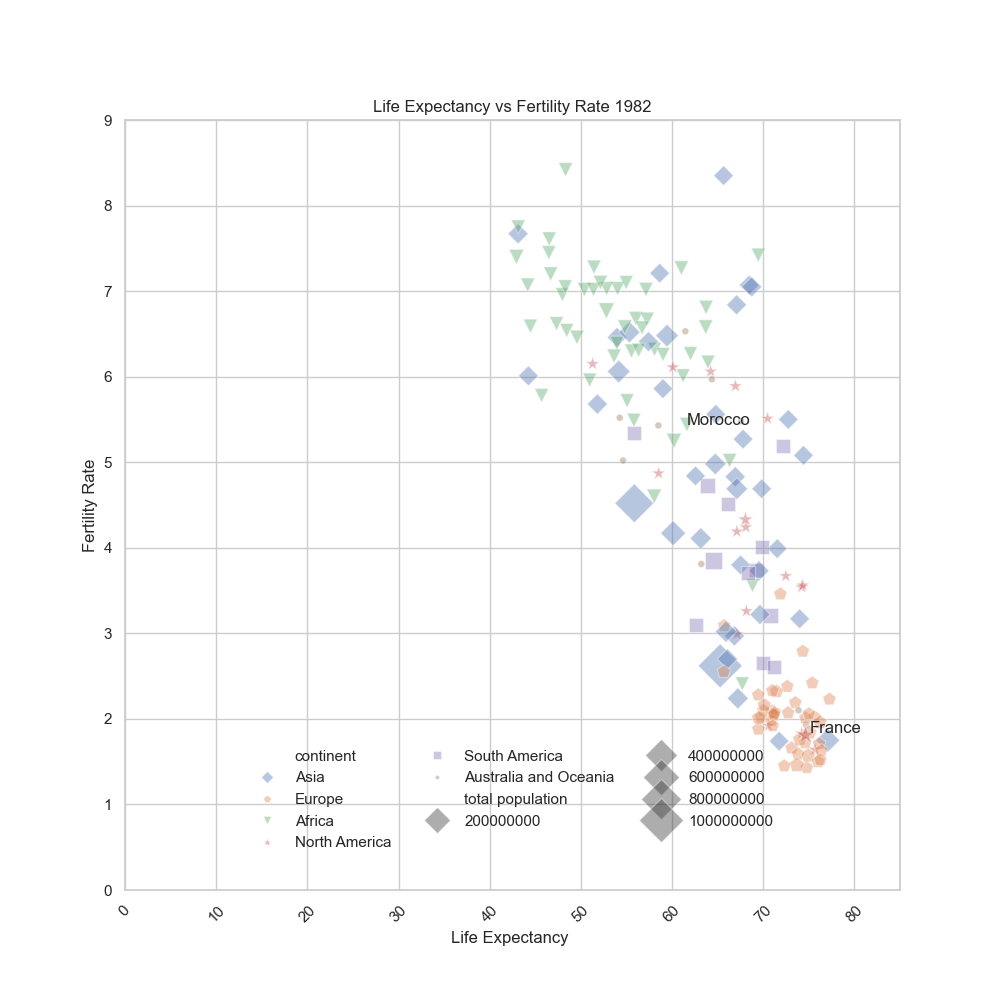 Life Expectancy vs Fertility Rate 1982
9
8
7
6
5
4
3
2
1
0
Fertility Rate
Morocco
France
continent
Asia
Europe
Africa
North America
South America
Australia and Oceania
total population
200000000
400000000
600000000
800000000
1000000000
0 10 20 30 40 50 60 70 80
Life Expectancy